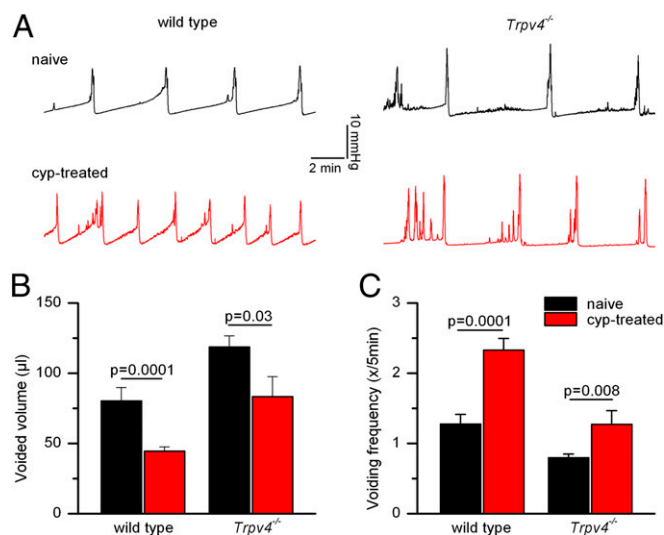 A
wild type
Trpv4-/-
naive
10 mmHg
2 min
cyp-treated
B
C
150
100
50
0
Voided volume (µl)
p=0.0001
p=0.03
wild type
Trpv4-/-
3
2
1
0
Voiding frequency (x/5min)
naive
cyp-treated
p=0.0001
p=0.008
wild type
Trpv4-/-